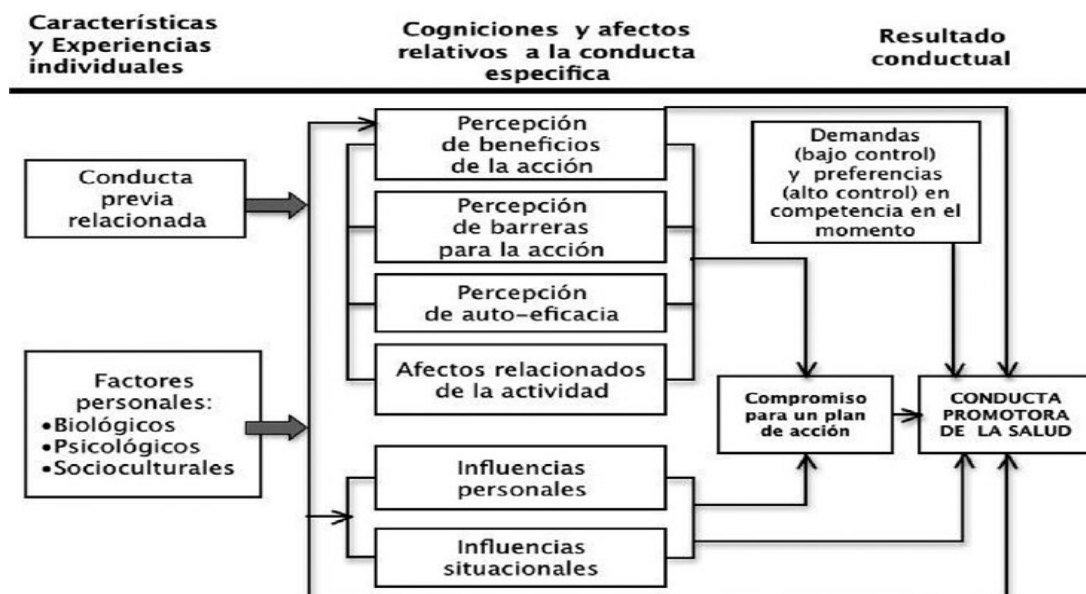 Características
y Experiencias
individuales
Cogniciones y afectos
relativos a la conducta
especifica
Resultado
conductual
Conducta
previa
relacionada
Factores
personales:
•Biológicos
•Psicológicos
•Socioculturales
Percepción
de beneficios
de la acción
Percepción
de barreras
para la acción
Percepción
de auto-eficacia
Afectos relacionados
de la actividad
Influencias
personales
Influencias
situacionales
Demandas
(bajo control)
y preferencias
(alto control) en
competencia en el
momento
Compromiso
para un plan
de acción
CONDUCTA
PROMOTORA
DE LA SALUD